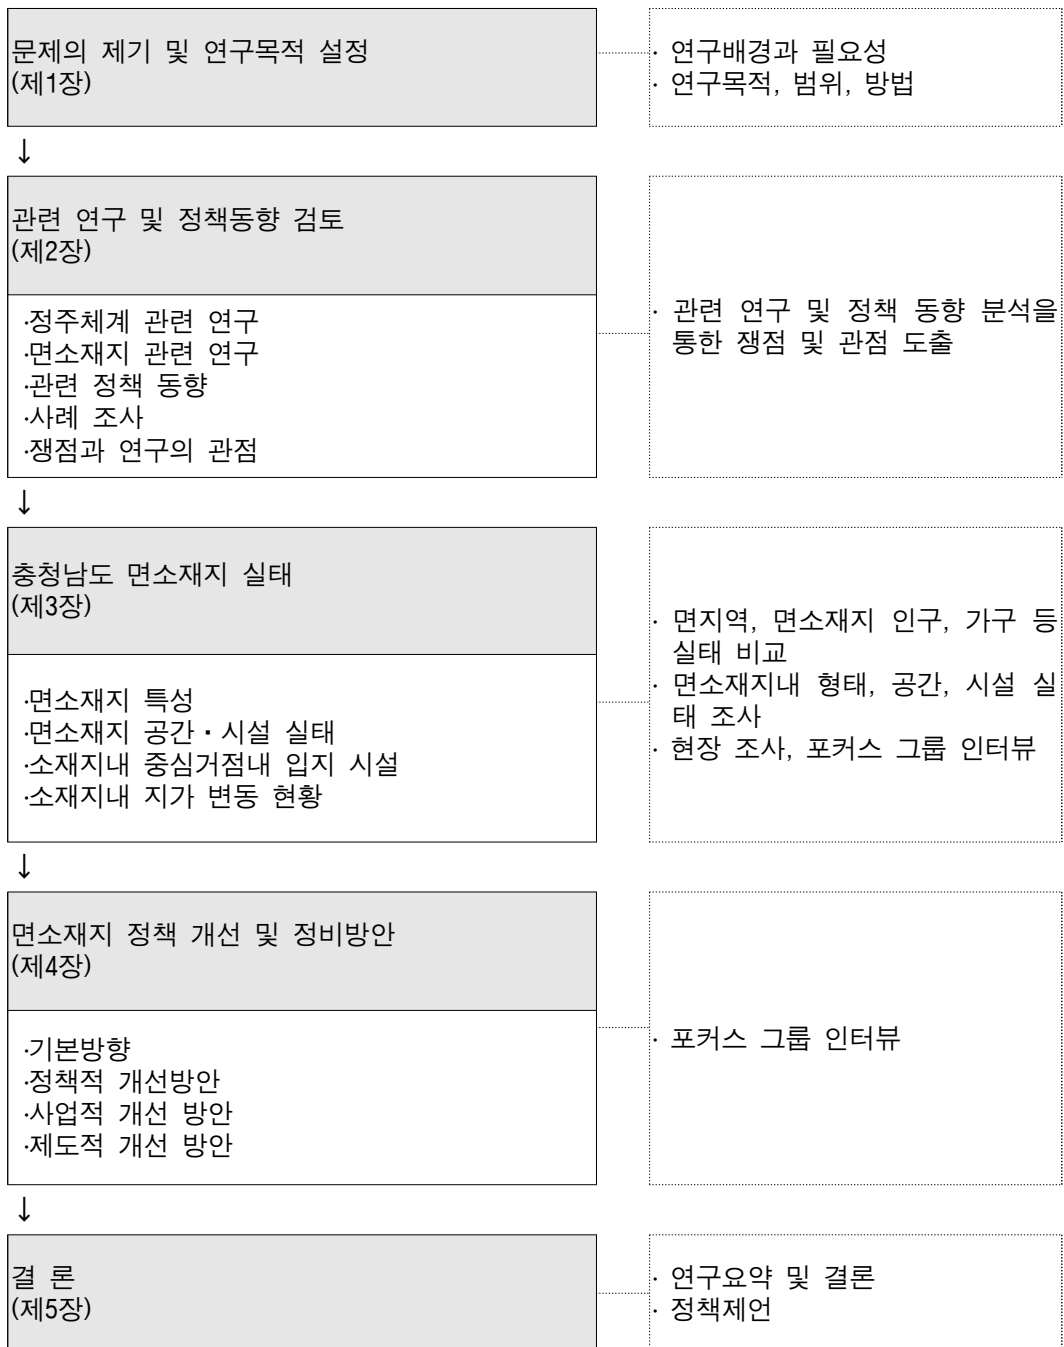 문제의 제기 및 연구목적 설정
(제1장)
· 연구배경과 필요성
· 연구목적, 범위, 방법
↓
관련 연구 및 정책동향 검토
(제2장)
·정주체계 관련 연구
·면소재지 관련 연구
·관련 정책 동향
·사례 조사
·쟁점과 연구의 관점
· 관련 연구 및 정책 동향 분석을
통한 쟁점 및 관점 도출
↓
충청남도 면소재지 실태
(제3장)
·면소재지 특성
·면소재지 공간·시설 실태
·소재지내 중심거점내 입지 시설
·소재지내 지가 변동 현황
· 면지역, 면소재지 인구, 가구 등
실태 비교
· 면소재지내 형태, 공간, 시설 실
태 조사
· 현장 조사, 포커스 그룹 인터뷰
↓
면소재지 정책 개선 및 정비방안
(제4장)
·기본방향
·정책적 개선방안
·사업적 개선 방안
·제도적 개선 방안
· 포커스 그룹 인터뷰
↓
결 론
(제5장)
· 연구요약 및 결론
· 정책제언